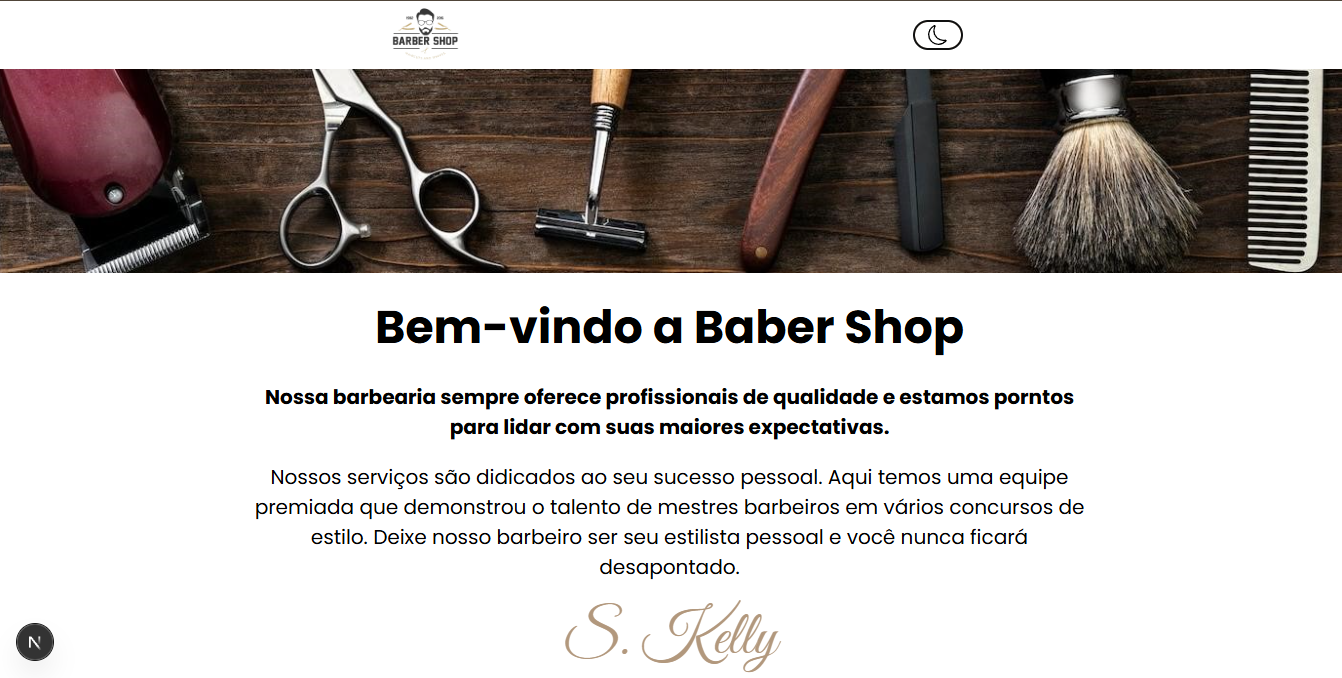 BARBER SHOP
Bem-vindo a Baber Shop
Nossa barbearia sempre oferece profissionais de qualidade e estamos porntos
para lidar com suas maiores expectativas.
Nossos serviços são didicados ao seu sucesso pessoal. Aqui temos uma equipe
premiada que demonstrou o talento de mestres barbeiros em vários concursos de
estilo. Deixe nosso barbeiro ser seu estilista pessoal e você nunca ficará
desapontado.
S. Kelly
N